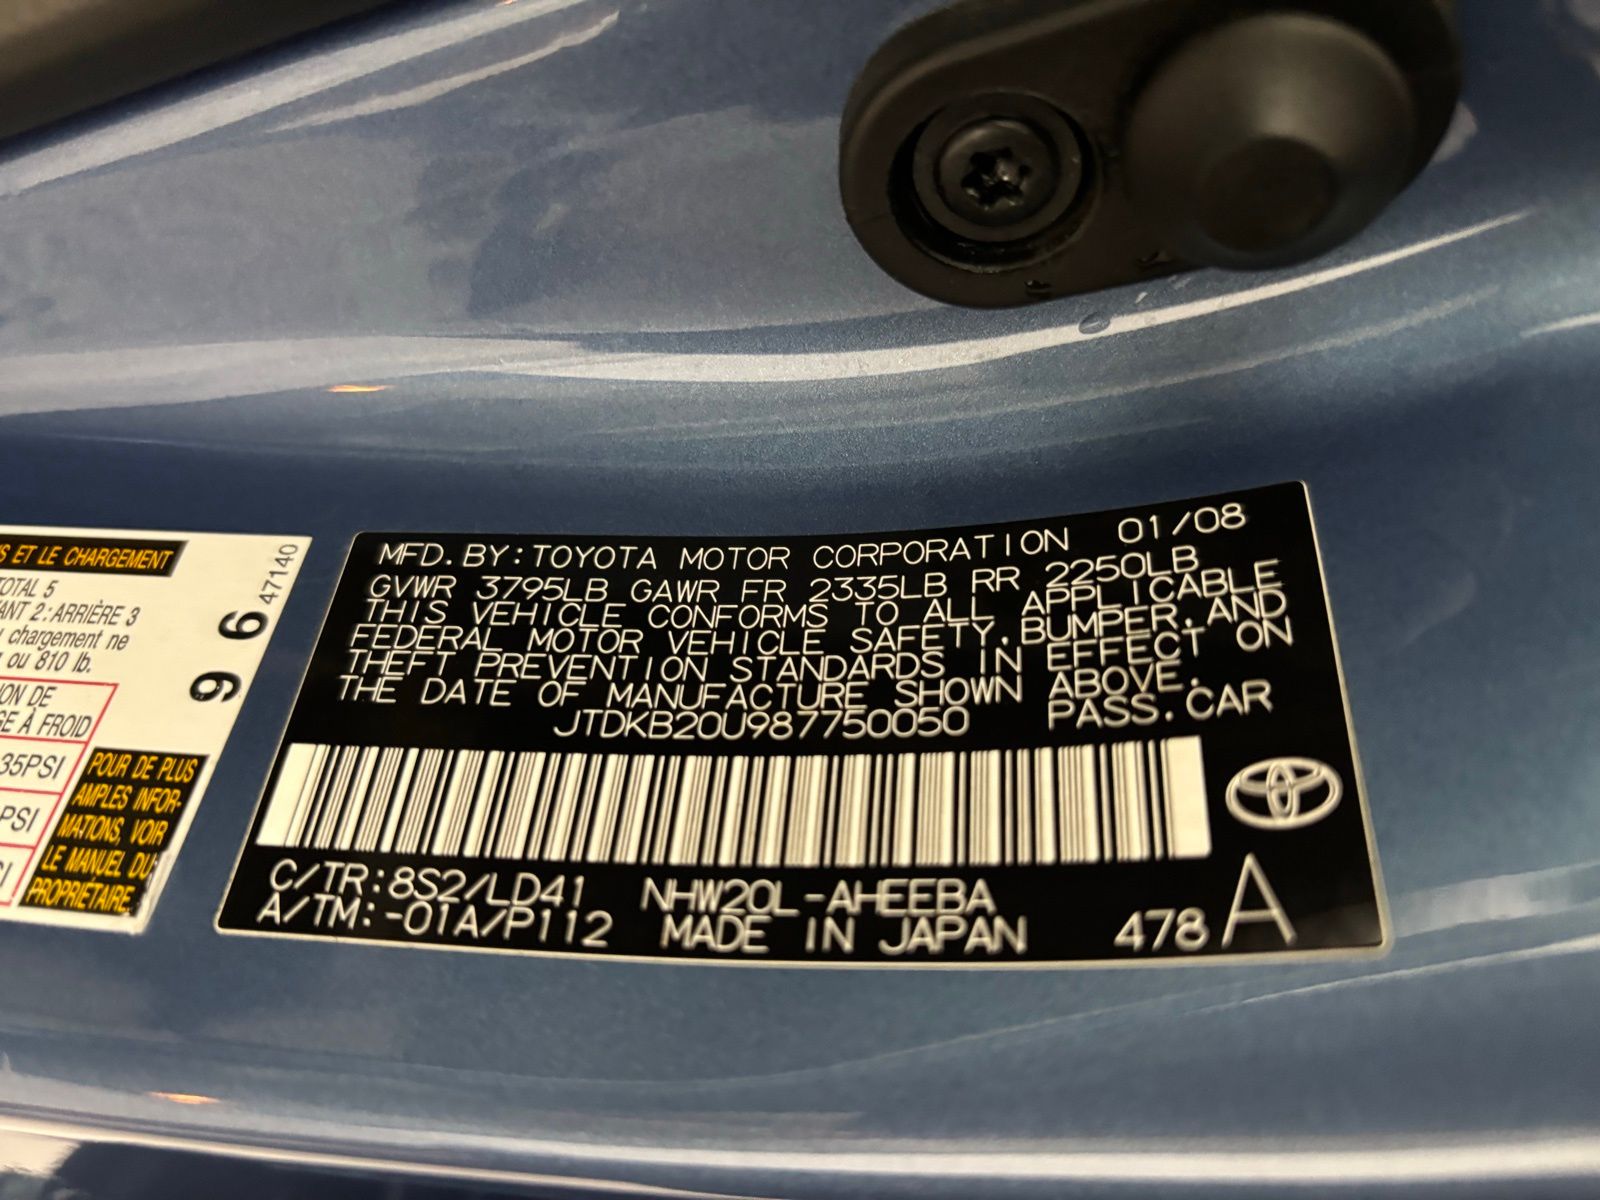 S ET LE CHARGEMENT
TOTAL 5
ANT 2: ARRIÈRE 3
chargement ne
ou 810 lb.
ION DE
GE À FROID
35PSI
PSI
POUR DE PLUS
AMPLES INFOR-
MATIONS, VOIR
LE MANUEL DU
PROPRIÉTAIRE.
47140
9 6
MFD. BY: TOYOTA MOTOR CORPORATION 01/08
GVWR 3795LB GAWR FR 2335LB RR 2250LB
THIS VEHICLE CONFORMS TO ALL APPLICABLE
FEDERAL MOTOR VEHICLE SAFETY, BUMPER, AND
THEFT PREVENTION STANDARDS IN EFFECT ON
THE DATE OF MANUFACTURE SHOWN ABOVE.
JTDKB20U987750050 PASS. CAR
C/TR: 8S2/LD41 NHW20L-AHEEBA
A/TM: -01A/P112 MADE IN JAPAN 478 A